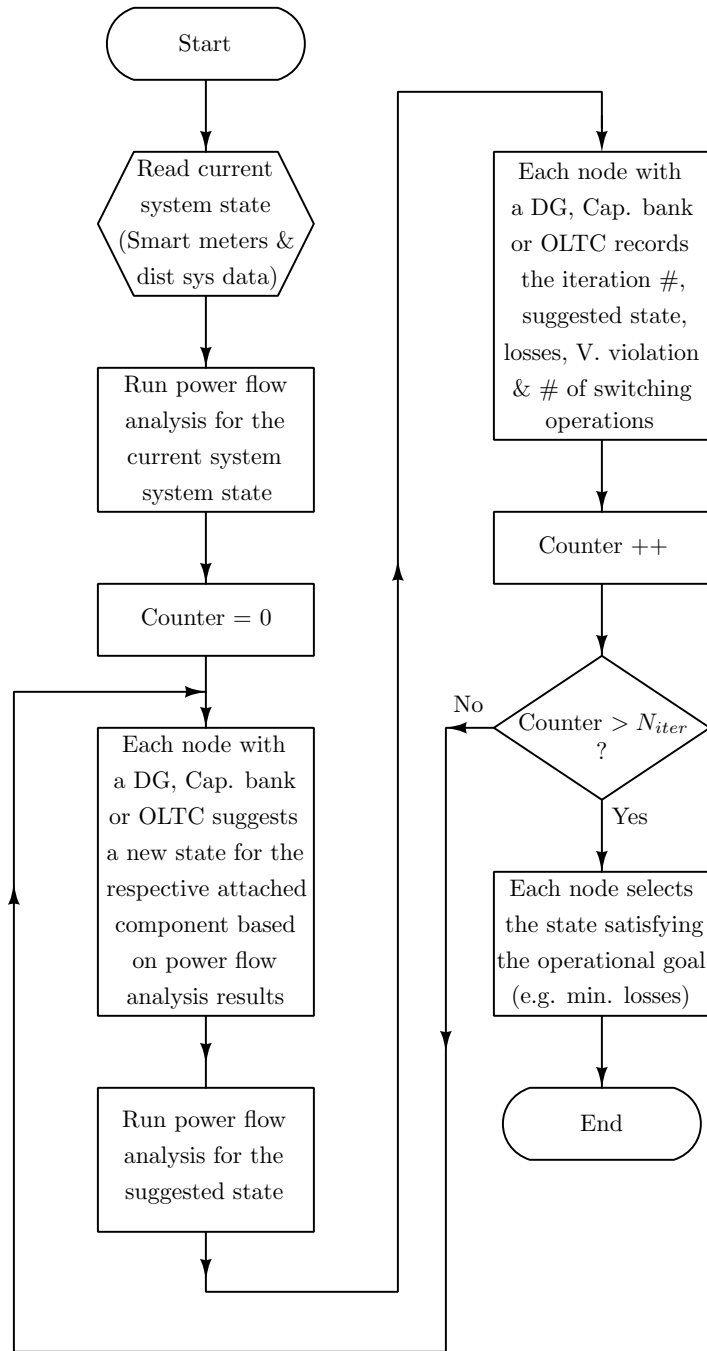 Start
Read current
system state
(Smart meters &
dist sys data)
Run power flow
analysis for the
current system
system state
Counter = 0
Each node with
a DG, Cap. bank
or OLTC suggests
a new state for the
respective attached
component based
on power flow
analysis results
Run power flow
analysis for the
suggested state
Each node with
a DG, Cap. bank
or OLTC records
the iteration #,
suggested state,
losses, V. violation
& # of switching
operations
Counter ++
Counter > N_{iter}
?
No
Yes
Each node selects
the state satisfying
the operational goal
(e.g. min. losses)
End